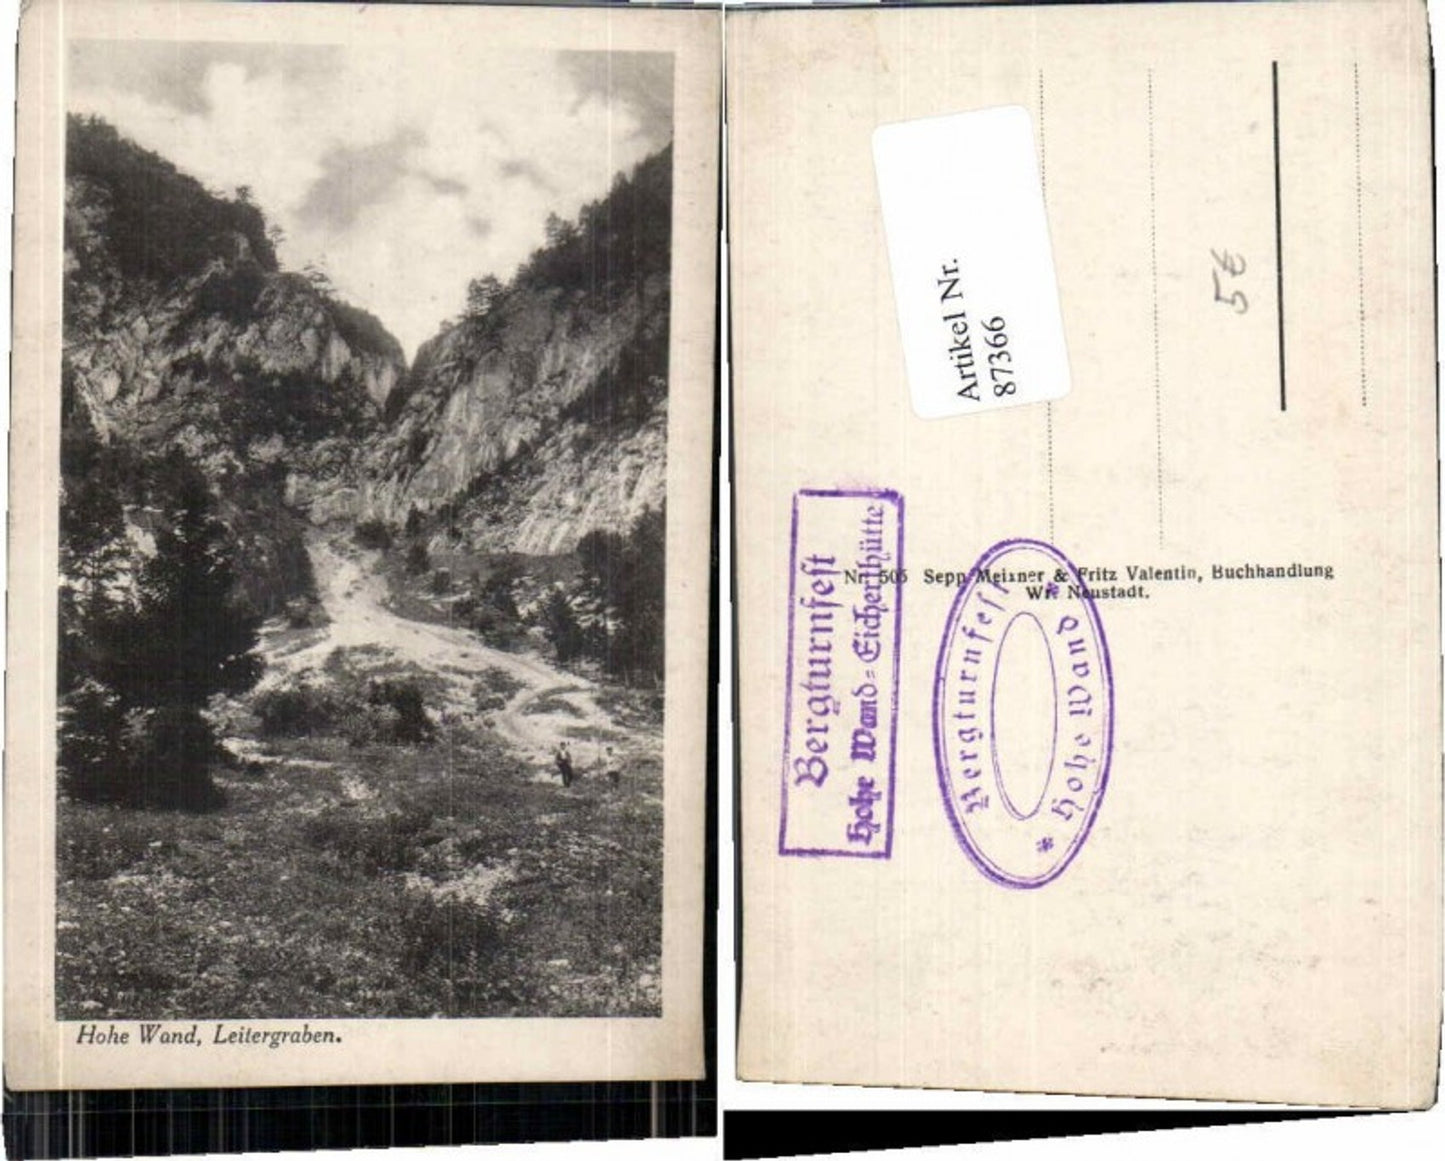 Hohe Wand, Leitergraben.
Artikel Nr.
87366
5€
Nr. 505 Sepp Meixner & Fritz Valentin, Buchhandlung
Wr. Neustadt.
Bergturnfest
Hohe Wand-Eicherthütte
Bergturnfest
* Hohe Wand